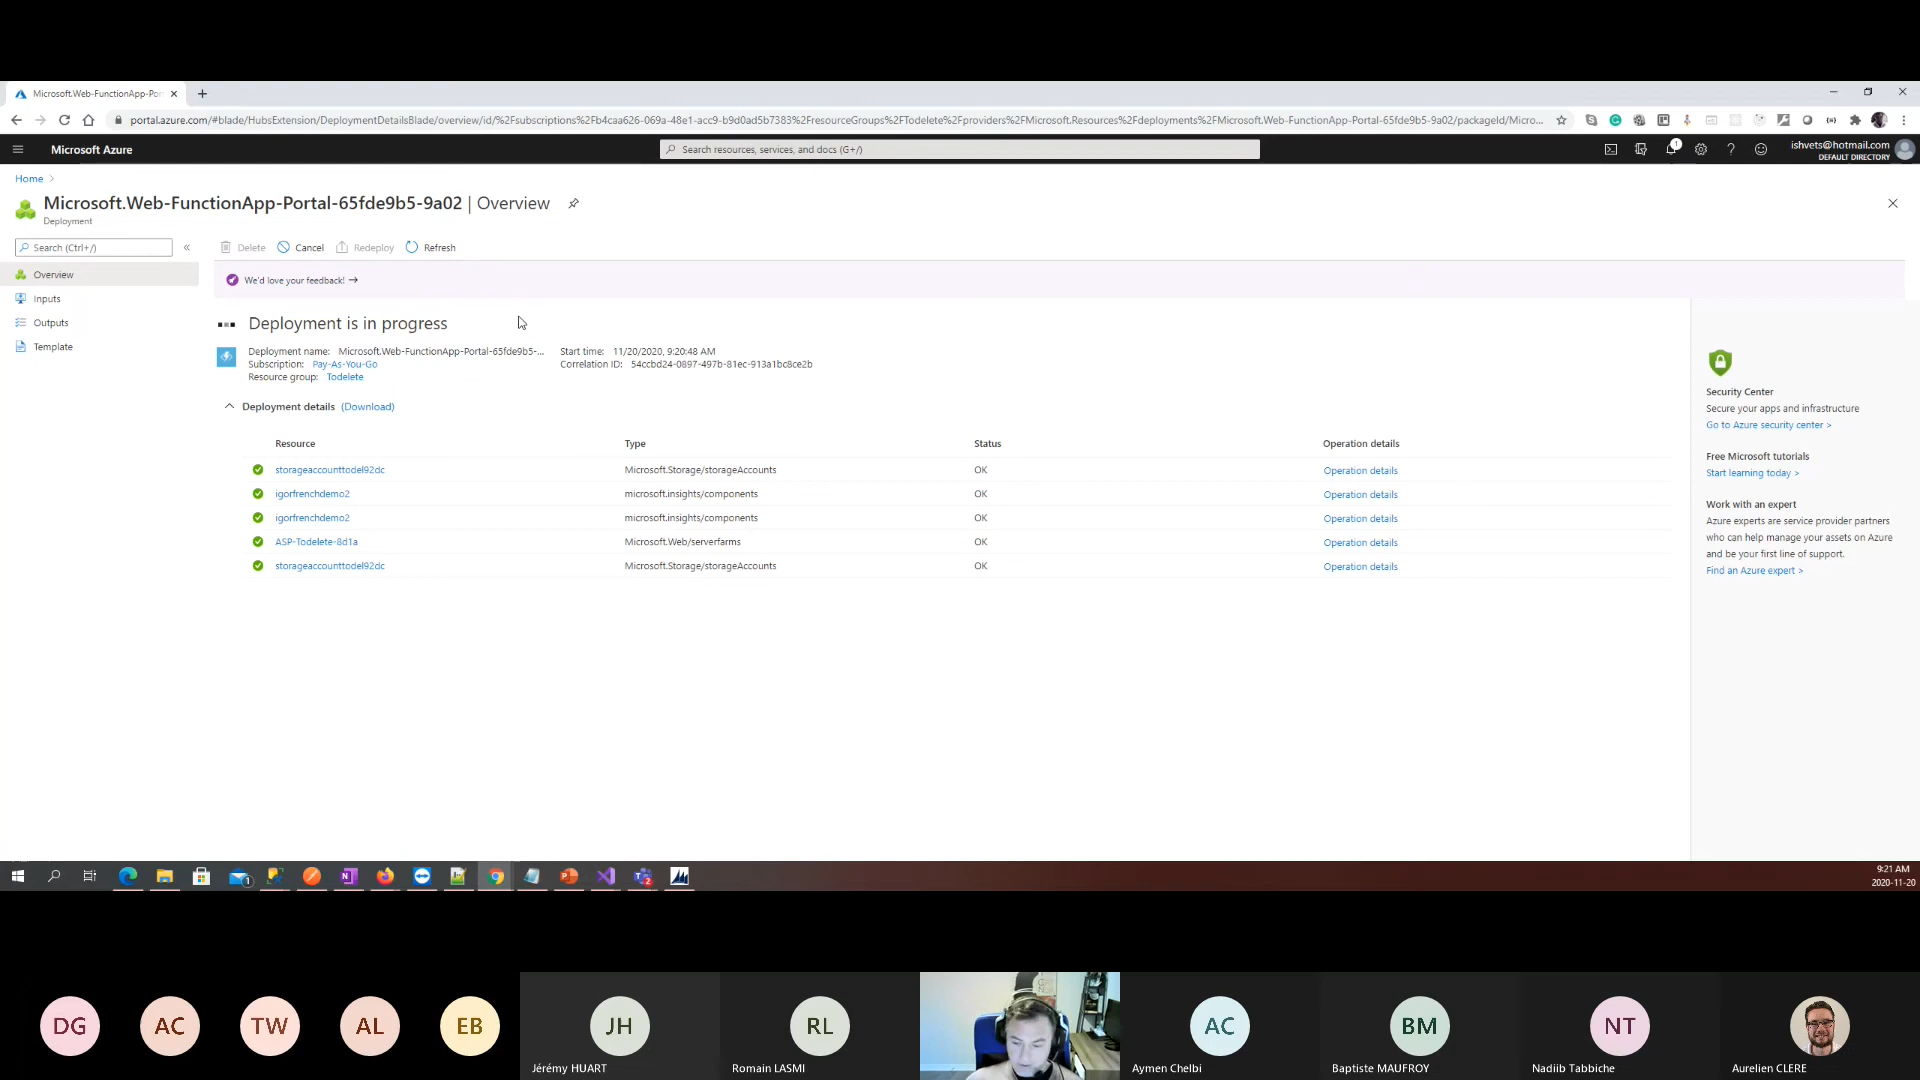 Microsoft.Web-FunctionApp-Por
portal.azure.com/#blade/HubsExtension/DeploymentDetailsBlade/overview/id/%2Fsubscriptions%2Fb4caa626-069a-48e1-acc9-b9d0ad5b7383%2FresourceGroups%2FTodelete%2Fproviders%2FMicrosoft.Resources%2Fdeployments%2FMicrosoft.Web-FunctionApp-Portal-65fde9b5-9a02/packageId/Micro...
Microsoft Azure
Search resources, services, and docs (G+/)
1
ishvets@hotmail.com
DEFAULT DIRECTORY
Home >
Microsoft.Web-FunctionApp-Portal-65fde9b5-9a02 | Overview
Deployment
Search (Ctrl+/)
«
Delete Cancel Redeploy Refresh
Overview
Inputs
Outputs
Template
We'd love your feedback! →
Deployment is in progress
Deployment name: Microsoft.Web-FunctionApp-Portal-65fde9b5-...
Subscription: Pay-As-You-Go
Resource group: Todelete
Start time: 11/20/2020, 9:20:48 AM
Correlation ID: 54ccbd24-0897-497b-81ec-913a1bc8ce2b
Deployment details (Download)
Resource Type Status Operation details
storageaccounttodel92dc Microsoft.Storage/storageAccounts OK Operation details
igorfrenchdemo2 microsoft.insights/components OK Operation details
igorfrenchdemo2 microsoft.insights/components OK Operation details
ASP-Todelete-8d1a Microsoft.Web/serverfarms OK Operation details
storageaccounttodel92dc Microsoft.Storage/storageAccounts OK Operation details
Security Center
Secure your apps and infrastructure
Go to Azure security center >
Free Microsoft tutorials
Start learning today >
Work with an expert
Azure experts are service provider partners
who can help manage your assets on Azure
and be your first line of support.
Find an Azure expert >
1
2
9:21 AM
2020-11-20
DG
AC
TW
AL
EB
JH
Jérémy HUART
RL
Romain LASMI
AC
Aymen Chelbi
BM
Baptiste MAUFROY
NT
Nadiib Tabbiche
Aurelien CLERE